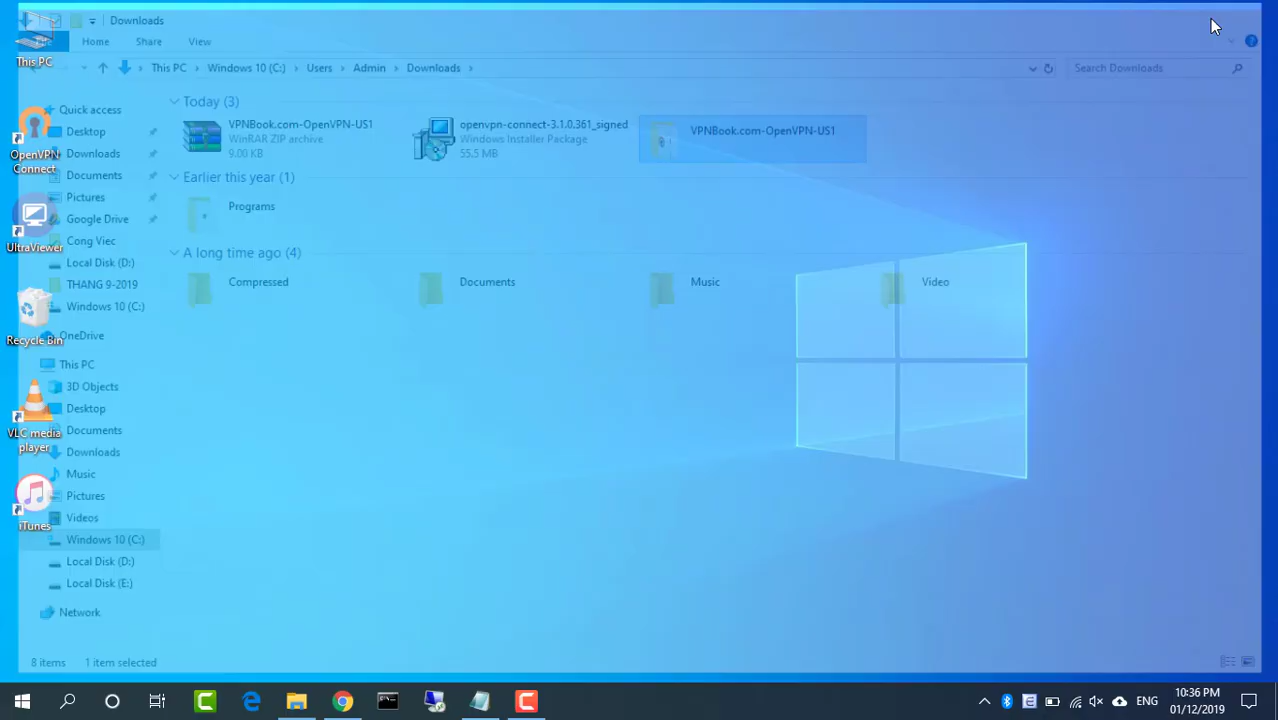 Downloads
File Home Share View
This PC
This PC Windows 10 (C:) Users Admin Downloads
Search Downloads
Quick access
Desktop
Downloads
Documents
Pictures
Google Drive
Cong Viec
Local Disk (D:)
THANG 9-2019
Windows 10 (C:)
OneDrive
This PC
3D Objects
Desktop
Documents
Downloads
Music
Pictures
Videos
Windows 10 (C:)
Local Disk (D:)
Local Disk (E:)
Network
OpenVPN
Connect
UltraViewer
Recycle Bin
VLC media
player
iTunes
Today (3)
VPNBook.com-OpenVPN-US1
WinRAR ZIP archive
9.00 KB
openvpn-connect-3.1.0.361_signed
Windows Installer Package
55.5 MB
VPNBook.com-OpenVPN-US1
Earlier this year (1)
Programs
A long time ago (4)
Compressed
Documents
Music
Video
8 items 1 item selected
ENG
10:36 PM
01/12/2019